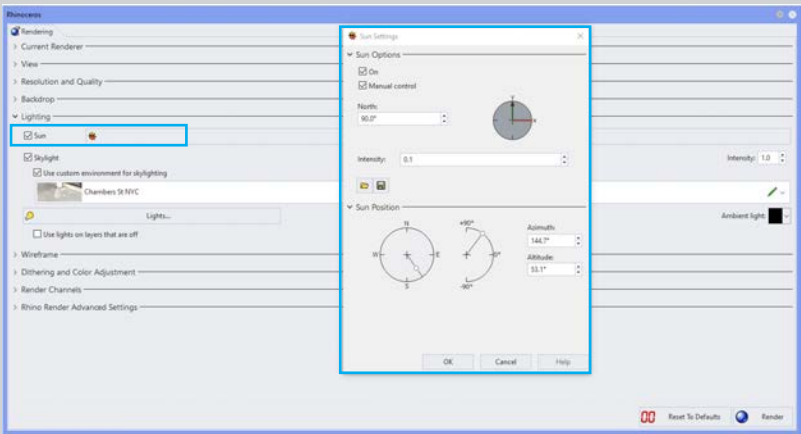 Rhinoceros
Rendering
Current Renderer
View
Resolution and Quality
Backdrop
Lighting
Sun
Skylight
Intensity: 1.0
Use custom environment for skylighting
Chambers St NYC
Lights...
Ambient light:
Use lights on layers that are off
Wireframe
Dithering and Color Adjustment
Render Channels
Rhino Render Advanced Settings
Reset To Defaults
Render
Sun Settings
Sun Options
On
Manual control
North:
90.0°
Y
x
Intensity: 0.1
Sun Position
N
W
E
S
+90°
0°
-90°
Azimuth:
144.7°
Altitude:
53.1°
OK Cancel Help